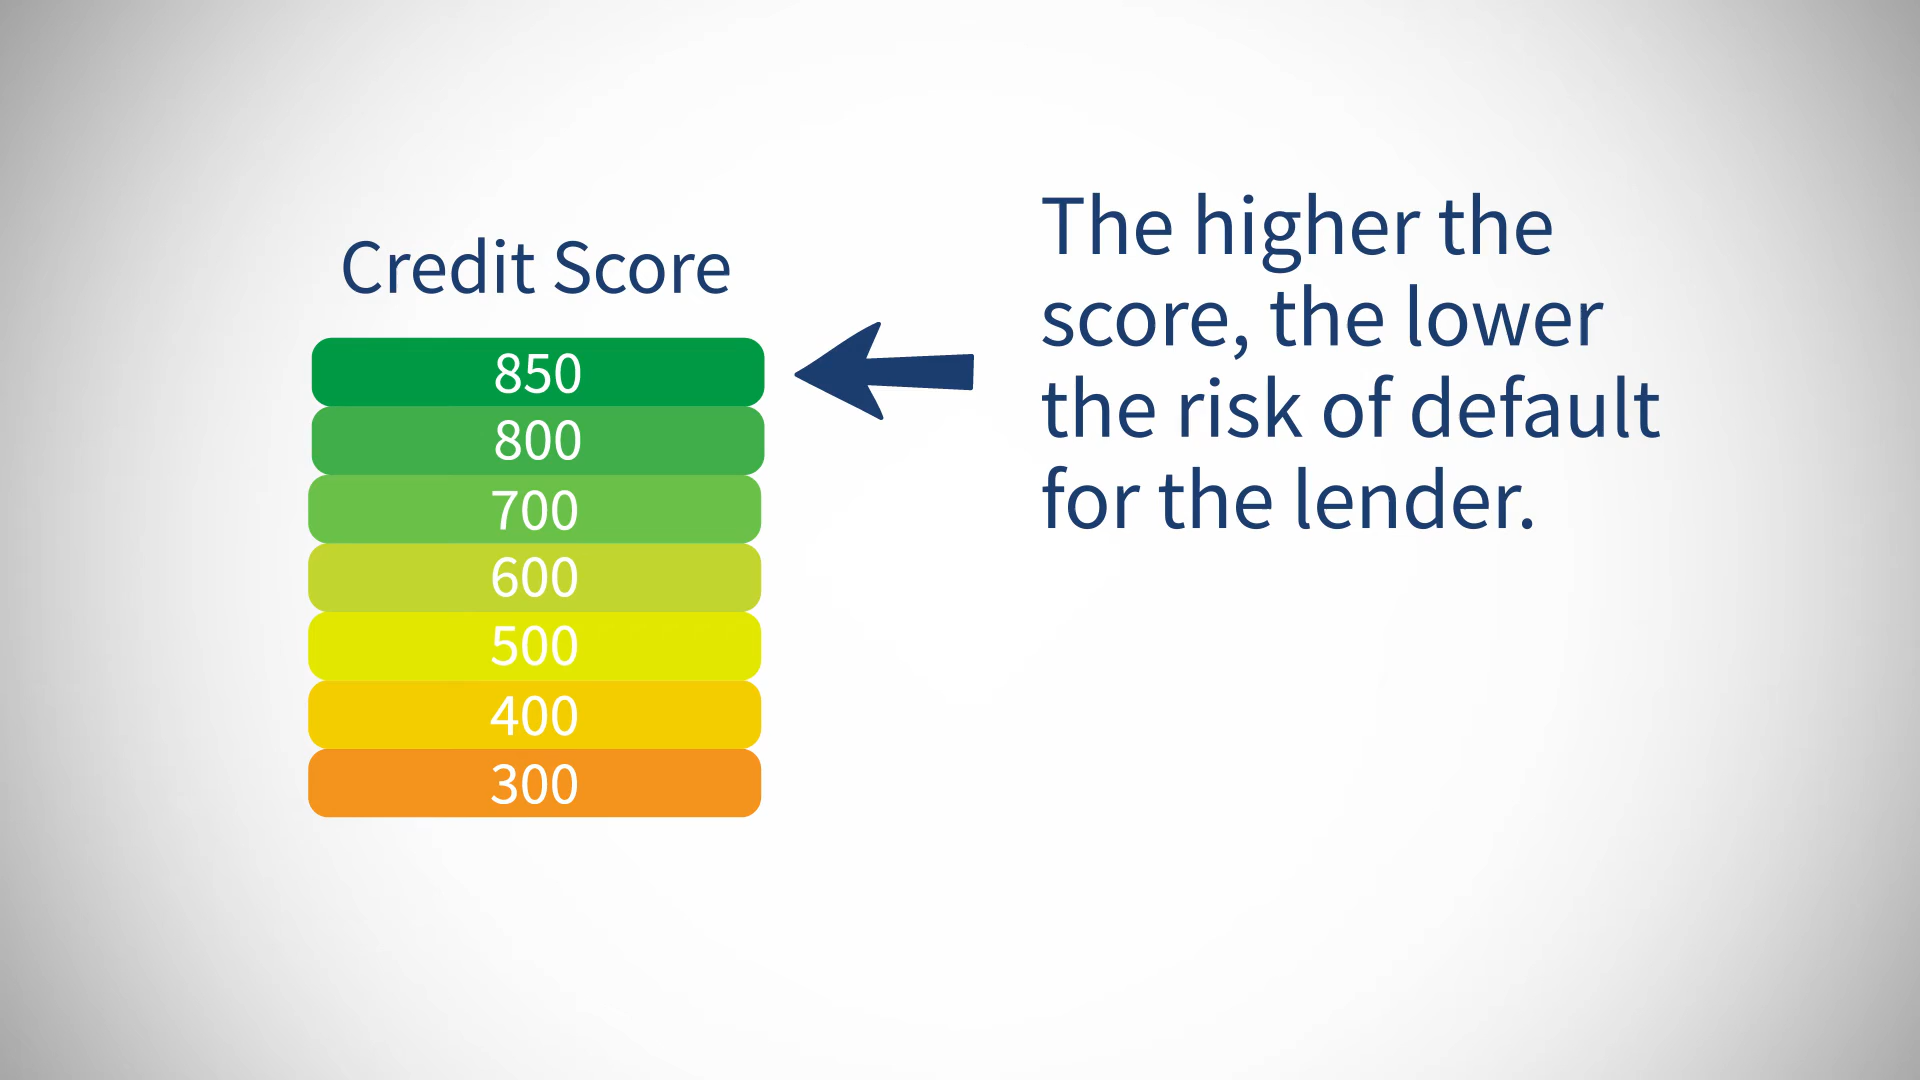 Credit Score
850
800
700
600
500
400
300
The higher the
score, the lower
the risk of default
for the lender.